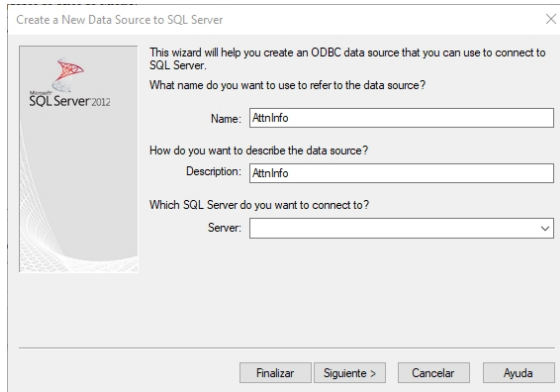 Create a New Data Source to SQL Server
This wizard will help you create an ODBC data source that you can use to connect to
SQL Server.
What name do you want to use to refer to the data source?
Microsoft
SQL Server 2012
Name: AttnInfo
How do you want to describe the data source?
Description: AttnInfo
Which SQL Server do you want to connect to?
Server:
Finalizar Siguiente > Cancelar Ayuda